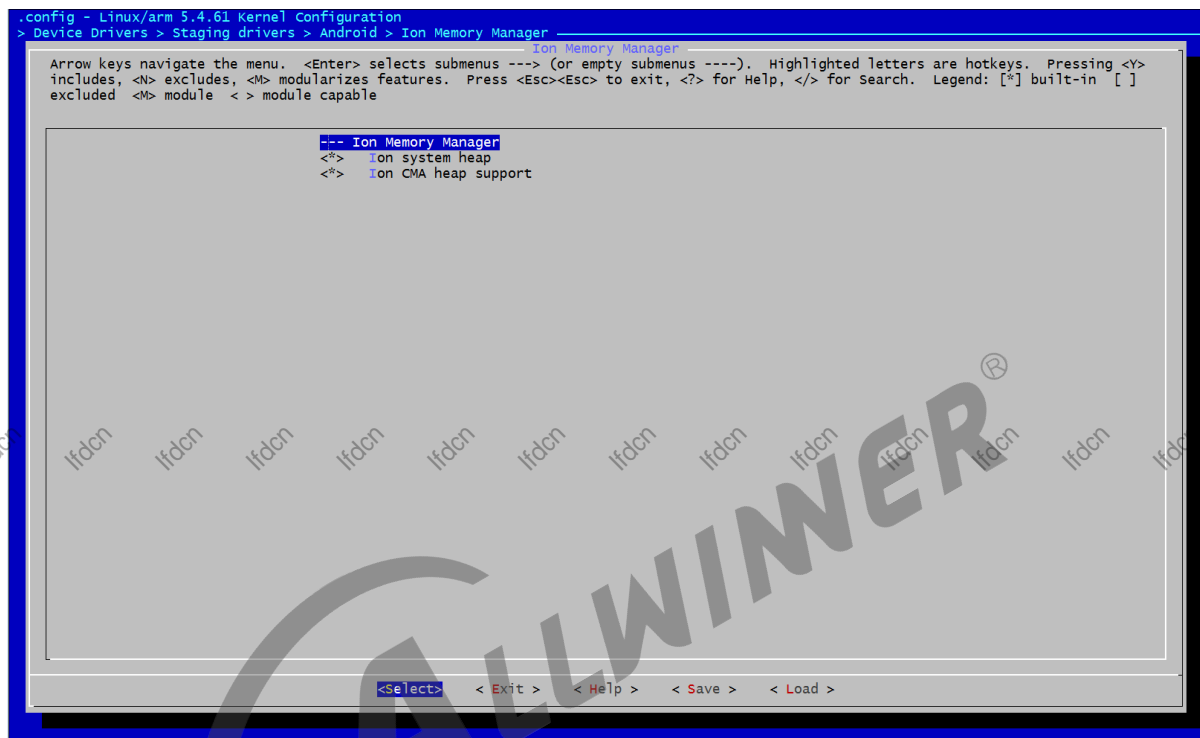 .config - Linux/arm 5.4.61 Kernel Configuration
> Device Drivers > Staging drivers > Android > Ion Memory Manager
Ion Memory Manager
Arrow keys navigate the menu. <Enter> selects submenus ---> (or empty submenus ----). Highlighted letters are hotkeys. Pressing <Y>
includes, <N> excludes, <M> modularizes features. Press <Esc><Esc> to exit, <?> for Help, </> for Search. Legend: [*] built-in [ ]
excluded <M> module < > module capable
--- Ion Memory Manager
<*> Ion system heap
<*> Ion CMA heap support
lfdcn lfdcn lfdcn lfdcn lfdcn lfdcn lfdcn lfdcn lfdcn lfdcn lfdcn lfdcn
ALLWINNER®
<Select> < Exit > < Help > < Save > < Load >